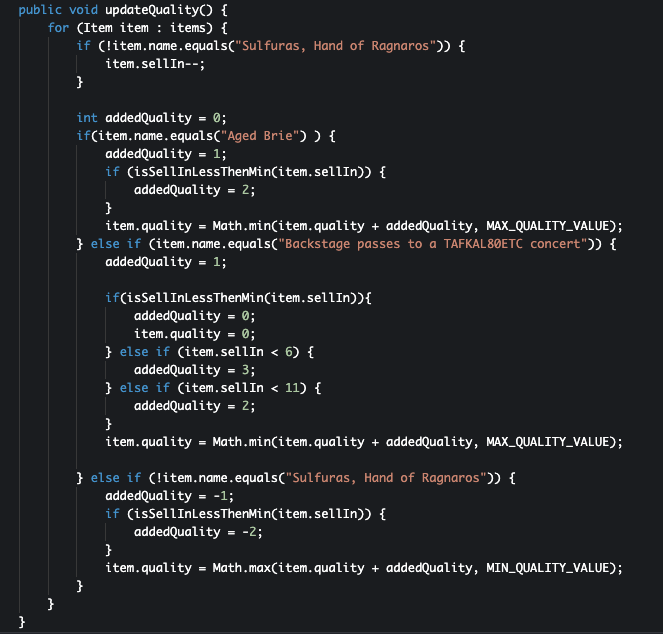 public void updateQuality() {
    for (Item item : items) {
        if (!item.name.equals("Sulfuras, Hand of Ragnaros")) {
            item.sellIn--;
        }

        int addedQuality = 0;
        if(item.name.equals("Aged Brie") ) {
            addedQuality = 1;
            if (isSellInLessThenMin(item.sellIn)) {
                addedQuality = 2;
            }
            item.quality = Math.min(item.quality + addedQuality, MAX_QUALITY_VALUE);
        } else if (item.name.equals("Backstage passes to a TAFKAL80ETC concert")) {
            addedQuality = 1;

            if(isSellInLessThenMin(item.sellIn)){
                addedQuality = 0;
                item.quality = 0;
            } else if (item.sellIn < 6) {
                addedQuality = 3;
            } else if (item.sellIn < 11) {
                addedQuality = 2;
            }
            item.quality = Math.min(item.quality + addedQuality, MAX_QUALITY_VALUE);

        } else if (!item.name.equals("Sulfuras, Hand of Ragnaros")) {
            addedQuality = -1;
            if (isSellInLessThenMin(item.sellIn)) {
                addedQuality = -2;
            }
            item.quality = Math.max(item.quality + addedQuality, MIN_QUALITY_VALUE);
        }
    }
}